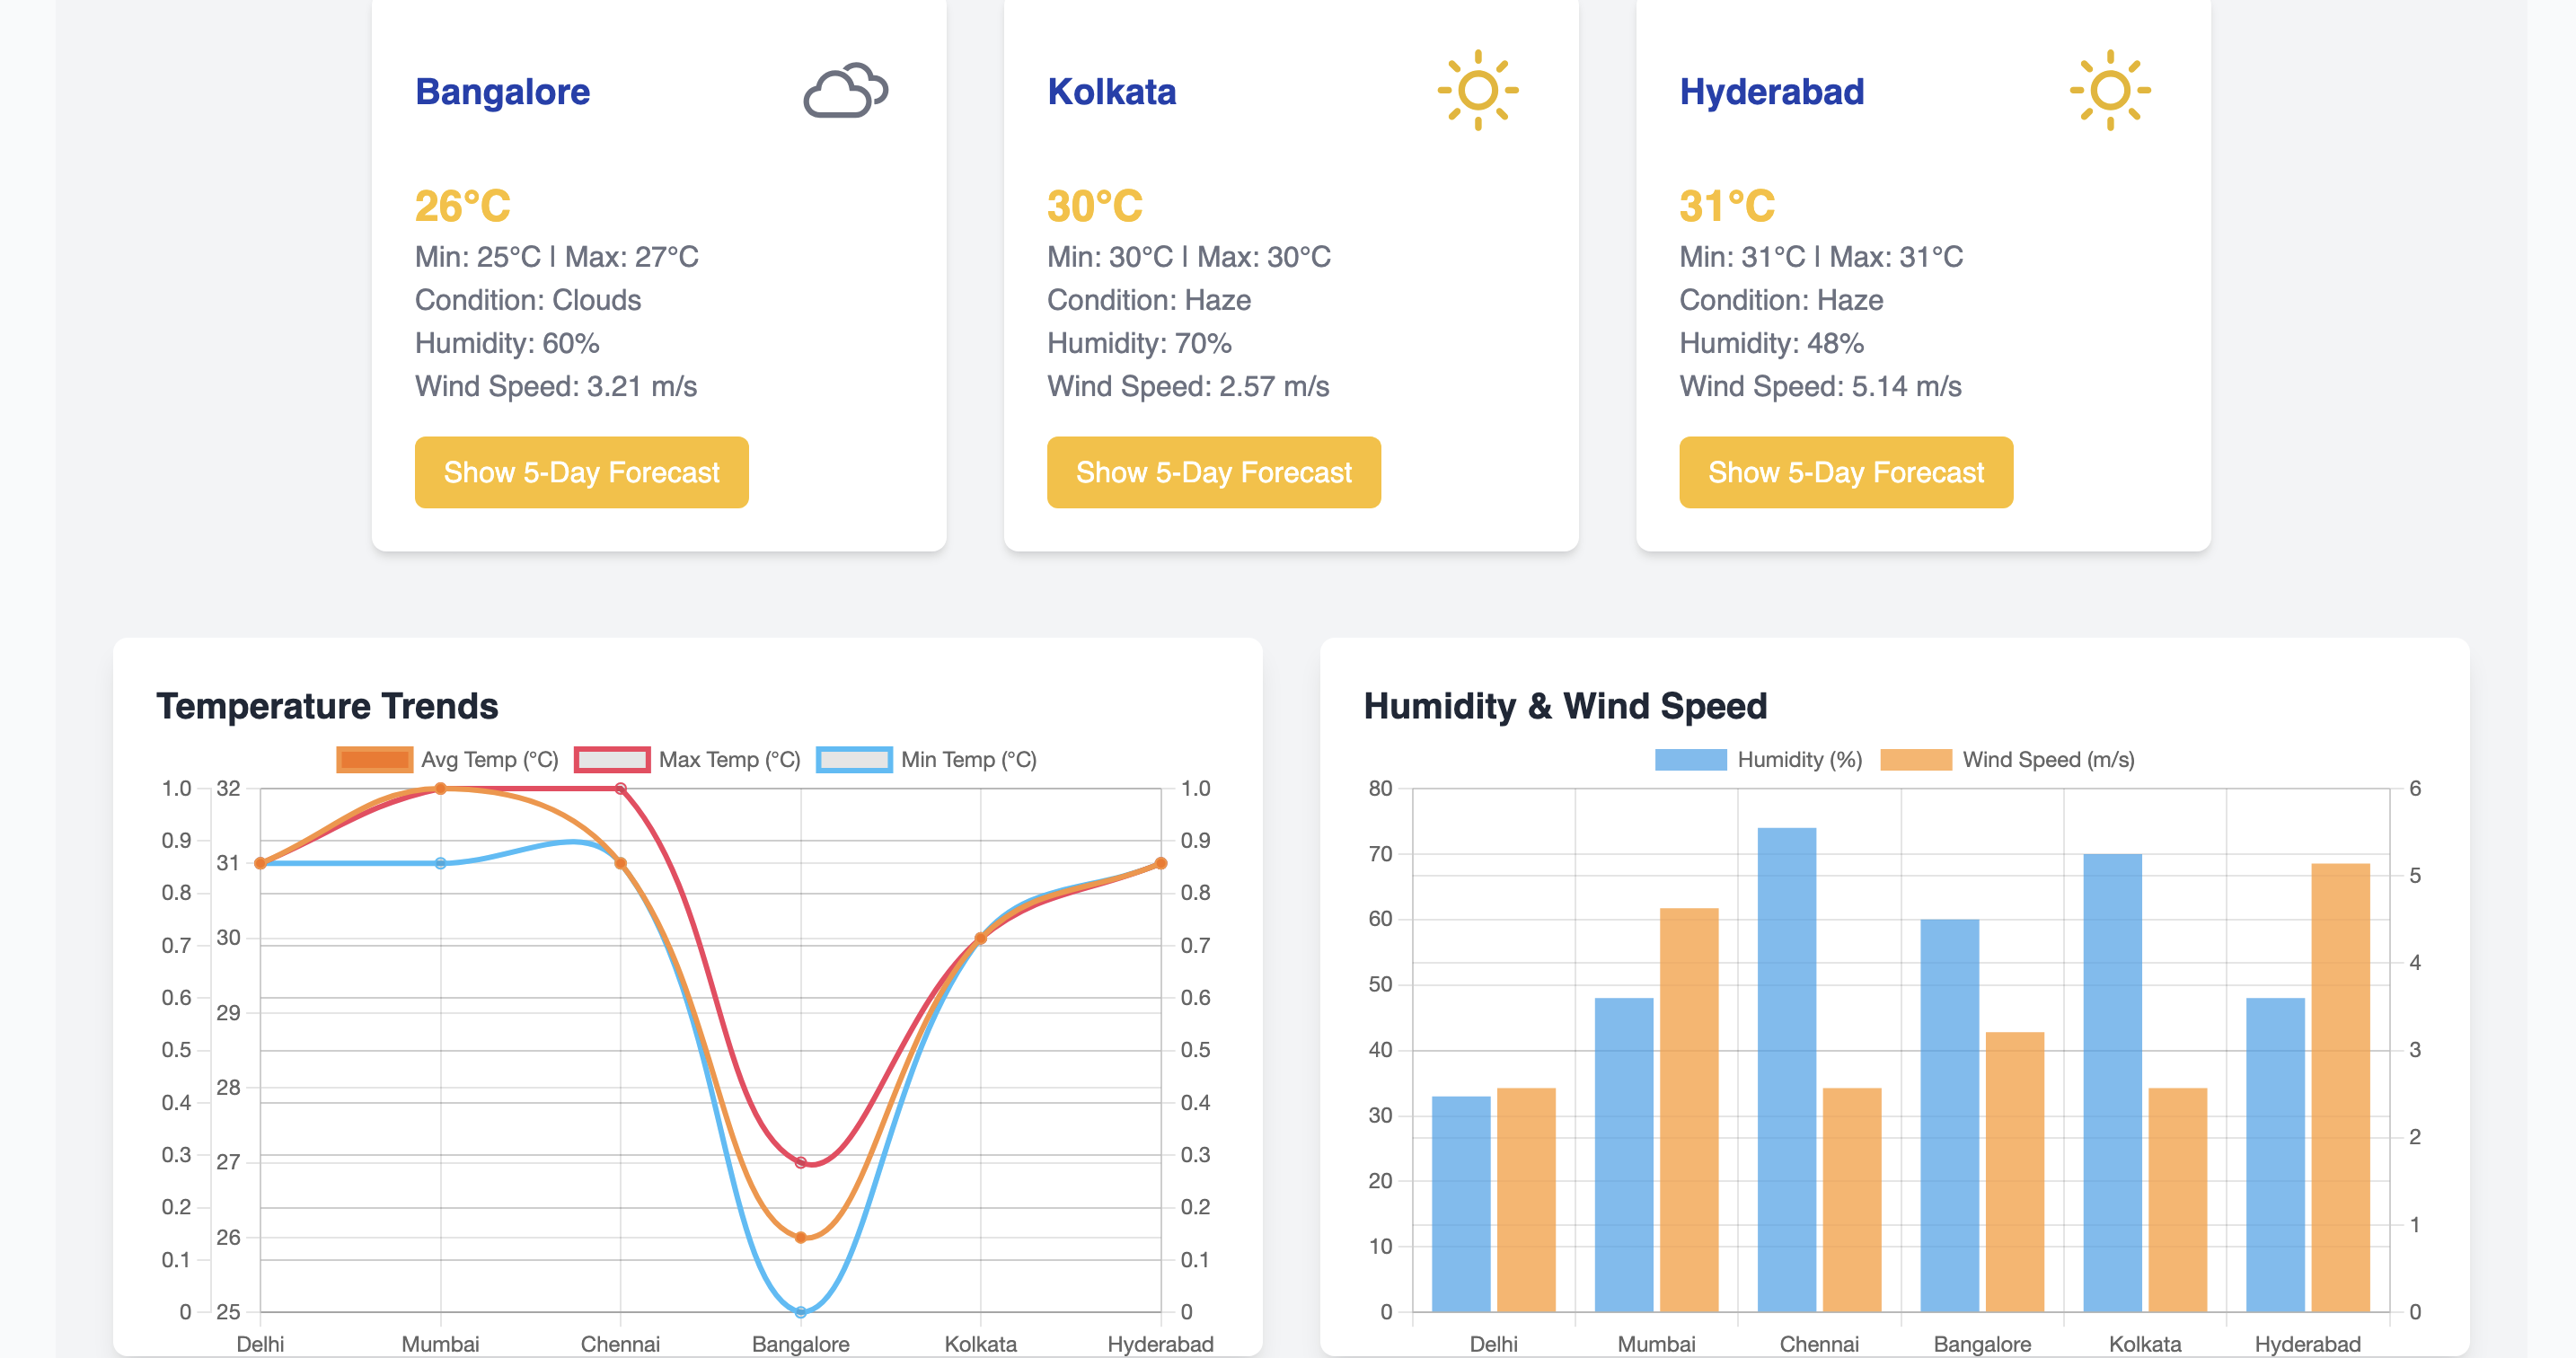 Bangalore
26°C
Min: 25°C | Max: 27°C
Condition: Clouds
Humidity: 60%
Wind Speed: 3.21 m/s
Show 5-Day Forecast
Kolkata
30°C
Min: 30°C | Max: 30°C
Condition: Haze
Humidity: 70%
Wind Speed: 2.57 m/s
Show 5-Day Forecast
Hyderabad
31°C
Min: 31°C | Max: 31°C
Condition: Haze
Humidity: 48%
Wind Speed: 5.14 m/s
Show 5-Day Forecast
Temperature Trends
Avg Temp (°C) Max Temp (°C) Min Temp (°C)
1.0 32 1.0
0.9 0.9
31
0.8 0.8
30
0.7 0.7
0.6 0.6
29
0.5 0.5
28
0.4 0.4
0.3 0.3
27
0.2 0.2
26
0.1 0.1
0 25 0
Delhi Mumbai Chennai Bangalore Kolkata Hyderabad
Humidity & Wind Speed
Humidity (%) Wind Speed (m/s)
80 6
70
5
60
4
50
40 3
30
2
20
1
10
0 0
Delhi Mumbai Chennai Bangalore Kolkata Hyderabad